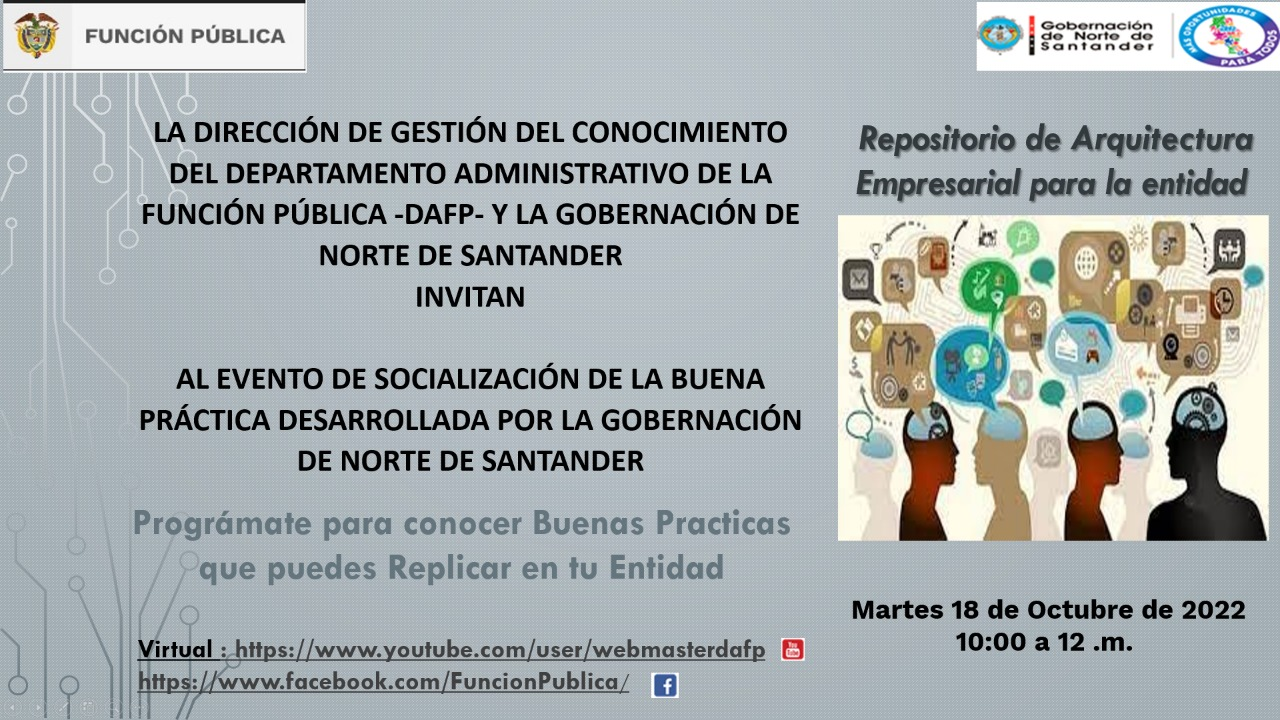 FUNCIÓN PÚBLICA
Gobernación
de Norte de
Santander
MÁS OPORTUNIDADES
PARA TODOS
LA DIRECCIÓN DE GESTIÓN DEL CONOCIMIENTO
DEL DEPARTAMENTO ADMINISTRATIVO DE LA
FUNCIÓN PÚBLICA -DAFP- Y LA GOBERNACIÓN DE
NORTE DE SANTANDER
INVITAN
AL EVENTO DE SOCIALIZACIÓN DE LA BUENA
PRÁCTICA DESARROLLADA POR LA GOBERNACIÓN
DE NORTE DE SANTANDER
Prográmate para conocer Buenas Practicas
que puedes Replicar en tu Entidad
Virtual : https://www.youtube.com/user/webmasterdafp
https://www.facebook.com/FuncionPublica/
Repositorio de Arquitectura
Empresarial para la entidad
Martes 18 de Octubre de 2022
10:00 a 12 .m.